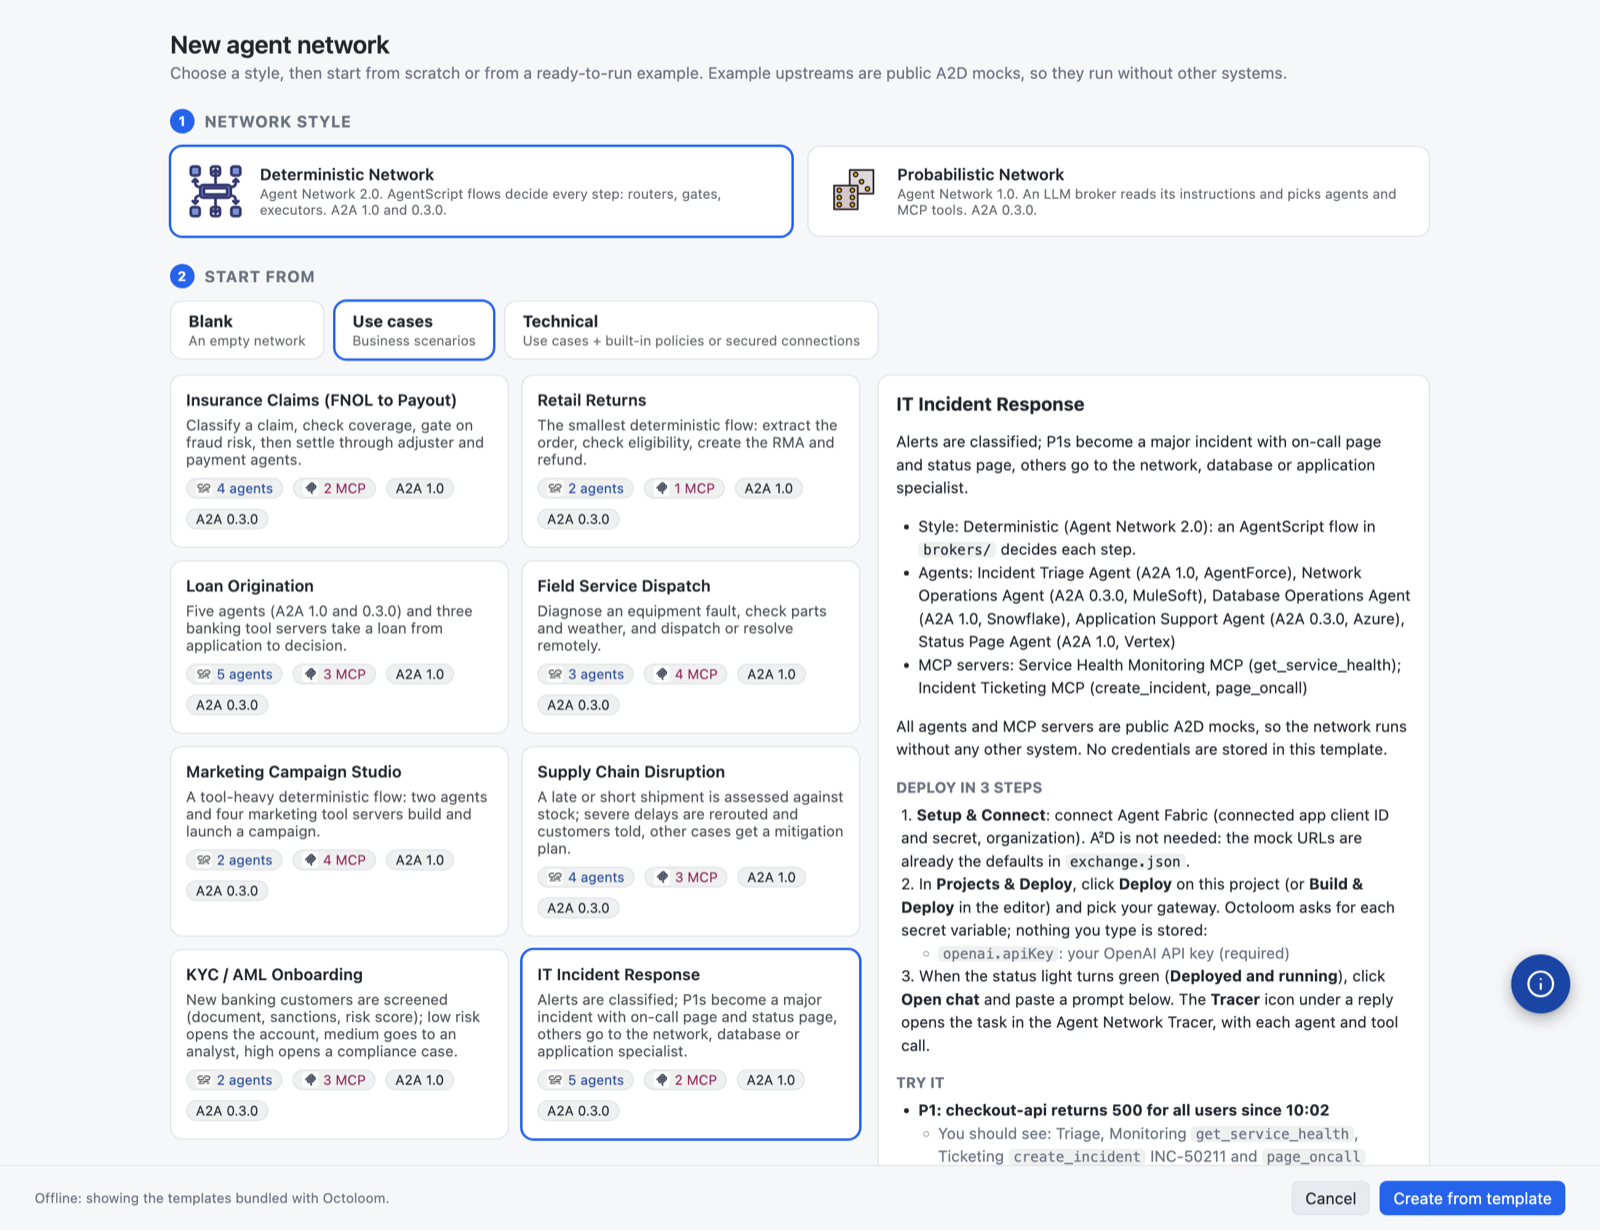 New agent network
Choose a style, then start from scratch or from a ready-to-run example. Example upstreams are public A2D mocks, so they run without other systems.
1 NETWORK STYLE
Deterministic Network
Agent Network 2.0. AgentScript flows decide every step: routers, gates,
executors. A2A 1.0 and 0.3.0.
Probabilistic Network
Agent Network 1.0. An LLM broker reads its instructions and picks agents and
MCP tools. A2A 0.3.0.
2 START FROM
Blank
An empty network
Use cases
Business scenarios
Technical
Use cases + built-in policies or secured connections
Insurance Claims (FNOL to Payout)
Classify a claim, check coverage, gate on
fraud risk, then settle through adjuster and
payment agents.
4 agents 2 MCP A2A 1.0
A2A 0.3.0
Retail Returns
The smallest deterministic flow: extract the
order, check eligibility, create the RMA and
refund.
2 agents 1 MCP A2A 1.0
A2A 0.3.0
Loan Origination
Five agents (A2A 1.0 and 0.3.0) and three
banking tool servers take a loan from
application to decision.
5 agents 3 MCP A2A 1.0
A2A 0.3.0
Field Service Dispatch
Diagnose an equipment fault, check parts
and weather, and dispatch or resolve
remotely.
3 agents 4 MCP A2A 1.0
A2A 0.3.0
Marketing Campaign Studio
A tool-heavy deterministic flow: two agents
and four marketing tool servers build and
launch a campaign.
2 agents 4 MCP A2A 1.0
A2A 0.3.0
Supply Chain Disruption
A late or short shipment is assessed against
stock; severe delays are rerouted and
customers told, other cases get a mitigation
plan.
4 agents 3 MCP A2A 1.0
A2A 0.3.0
KYC / AML Onboarding
New banking customers are screened
(document, sanctions, risk score); low risk
opens the account, medium goes to an
analyst, high opens a compliance case.
2 agents 3 MCP A2A 1.0
A2A 0.3.0
IT Incident Response
Alerts are classified; P1s become a major
incident with on-call page and status page,
others go to the network, database or
application specialist.
5 agents 2 MCP A2A 1.0
A2A 0.3.0
IT Incident Response
Alerts are classified; P1s become a major incident with on-call page
and status page, others go to the network, database or application
specialist.
• Style: Deterministic (Agent Network 2.0): an AgentScript flow in
brokers/ decides each step.
• Agents: Incident Triage Agent (A2A 1.0, AgentForce), Network
Operations Agent (A2A 0.3.0, MuleSoft), Database Operations Agent
(A2A 1.0, Snowflake), Application Support Agent (A2A 0.3.0, Azure),
Status Page Agent (A2A 1.0, Vertex)
• MCP servers: Service Health Monitoring MCP (get_service_health);
Incident Ticketing MCP (create_incident, page_oncall)
All agents and MCP servers are public A2D mocks, so the network runs
without any other system. No credentials are stored in this template.
DEPLOY IN 3 STEPS
1. Setup & Connect: connect Agent Fabric (connected app client ID
and secret, organization). A²D is not needed: the mock URLs are
already the defaults in exchange.json.
2. In Projects & Deploy, click Deploy on this project (or Build &
Deploy in the editor) and pick your gateway. Octoloom asks for each
secret variable; nothing you type is stored:
◦ openai.apiKey: your OpenAI API key (required)
3. When the status light turns green (Deployed and running), click
Open chat and paste a prompt below. The Tracer icon under a reply
opens the task in the Agent Network Tracer, with each agent and tool
call.
TRY IT
• P1: checkout-api returns 500 for all users since 10:02
◦ You should see: Triage, Monitoring get_service_health,
Ticketing create_incident INC-50211 and page_oncall
Offline: showing the templates bundled with Octoloom.
Cancel
Create from template